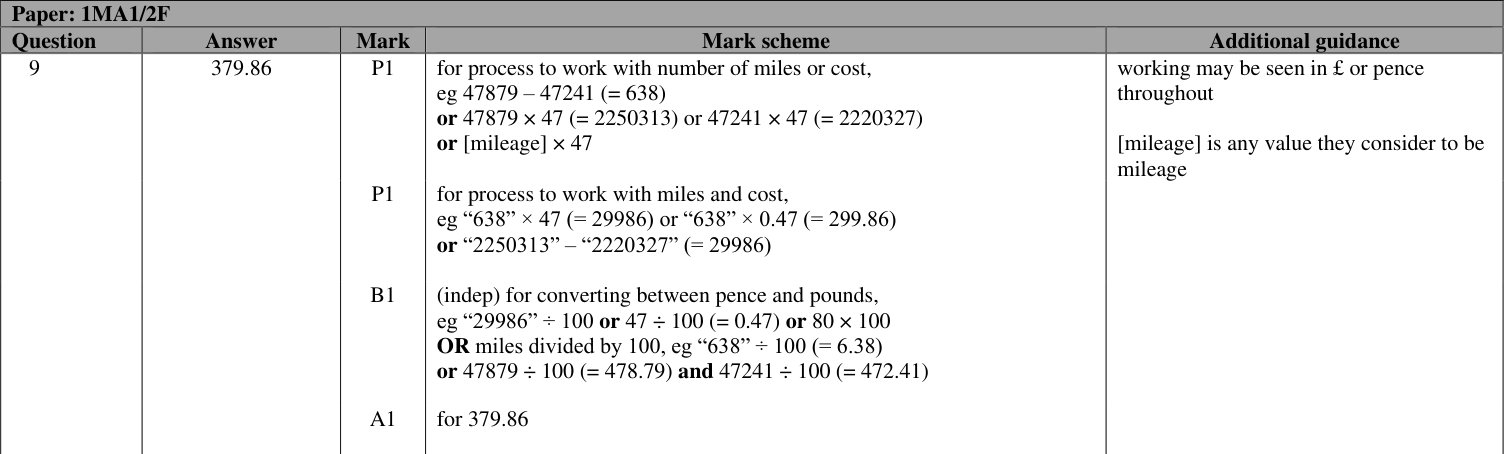 Paper: 1MA1/2F
Question Answer Mark Mark scheme Additional guidance
9 379.86 P1 for process to work with number of miles or cost, working may be seen in £ or pence
eg 47879 – 47241 (= 638) throughout
or 47879 × 47 (= 2250313) or 47241 × 47 (= 2220327)
or [mileage] × 47 [mileage] is any value they consider to be
mileage
P1 for process to work with miles and cost,
eg “638” × 47 (= 29986) or “638” × 0.47 (= 299.86)
or “2250313” – “2220327” (= 29986)
B1 (indep) for converting between pence and pounds,
eg “29986” ÷ 100 or 47 ÷ 100 (= 0.47) or 80 × 100
OR miles divided by 100, eg “638” ÷ 100 (= 6.38)
or 47879 ÷ 100 (= 478.79) and 47241 ÷ 100 (= 472.41)
A1 for 379.86